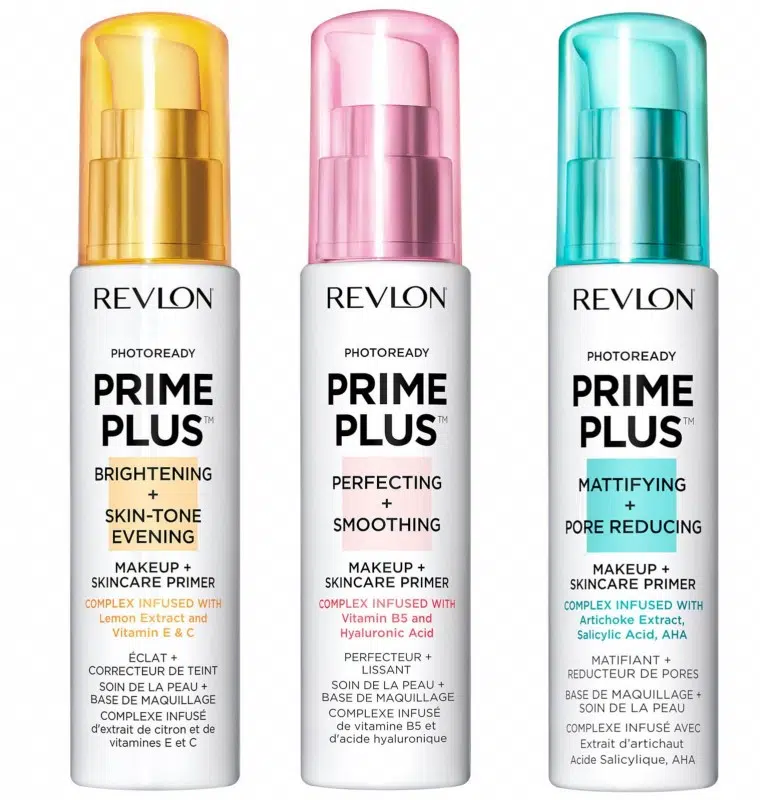 REVLON
PHOTOREADY
PRIME
PLUS™
BRIGHTENING
+
SKIN-TONE
EVENING
MAKEUP +
SKINCARE PRIMER
COMPLEX INFUSED WITH
Lemon Extract and
Vitamin E & C
ÉCLAT +
CORRECTEUR DE TEINT
SOIN DE LA PEAU +
BASE DE MAQUILLAGE
COMPLEXE INFUSÉ
d'extrait de citron et de
vitamines E et C
REVLON
PHOTOREADY
PRIME
PLUS™
PERFECTING
+
SMOOTHING
MAKEUP +
SKINCARE PRIMER
COMPLEX INFUSED WITH
Vitamin B5 and
Hyaluronic Acid
PERFECTEUR +
LISSANT
SOIN DE LA PEAU +
BASE DE MAQUILLAGE
COMPLEXE INFUSÉ
de vitamine B5 et
d'acide hyaluronique
REVLON
PHOTOREADY
PRIME
PLUS™
MATTIFYING
+
PORE REDUCING
MAKEUP +
SKINCARE PRIMER
COMPLEX INFUSED WITH
Artichoke Extract,
Salicylic Acid, AHA
MATIFIANT +
REDUCTEUR DE PORES
BASE DE MAQUILLAGE +
SOIN DE LA PEAU
COMPLEXE INFUSÉ AVEC
Extrait d'artichaut
Acide Salicylique, AHA